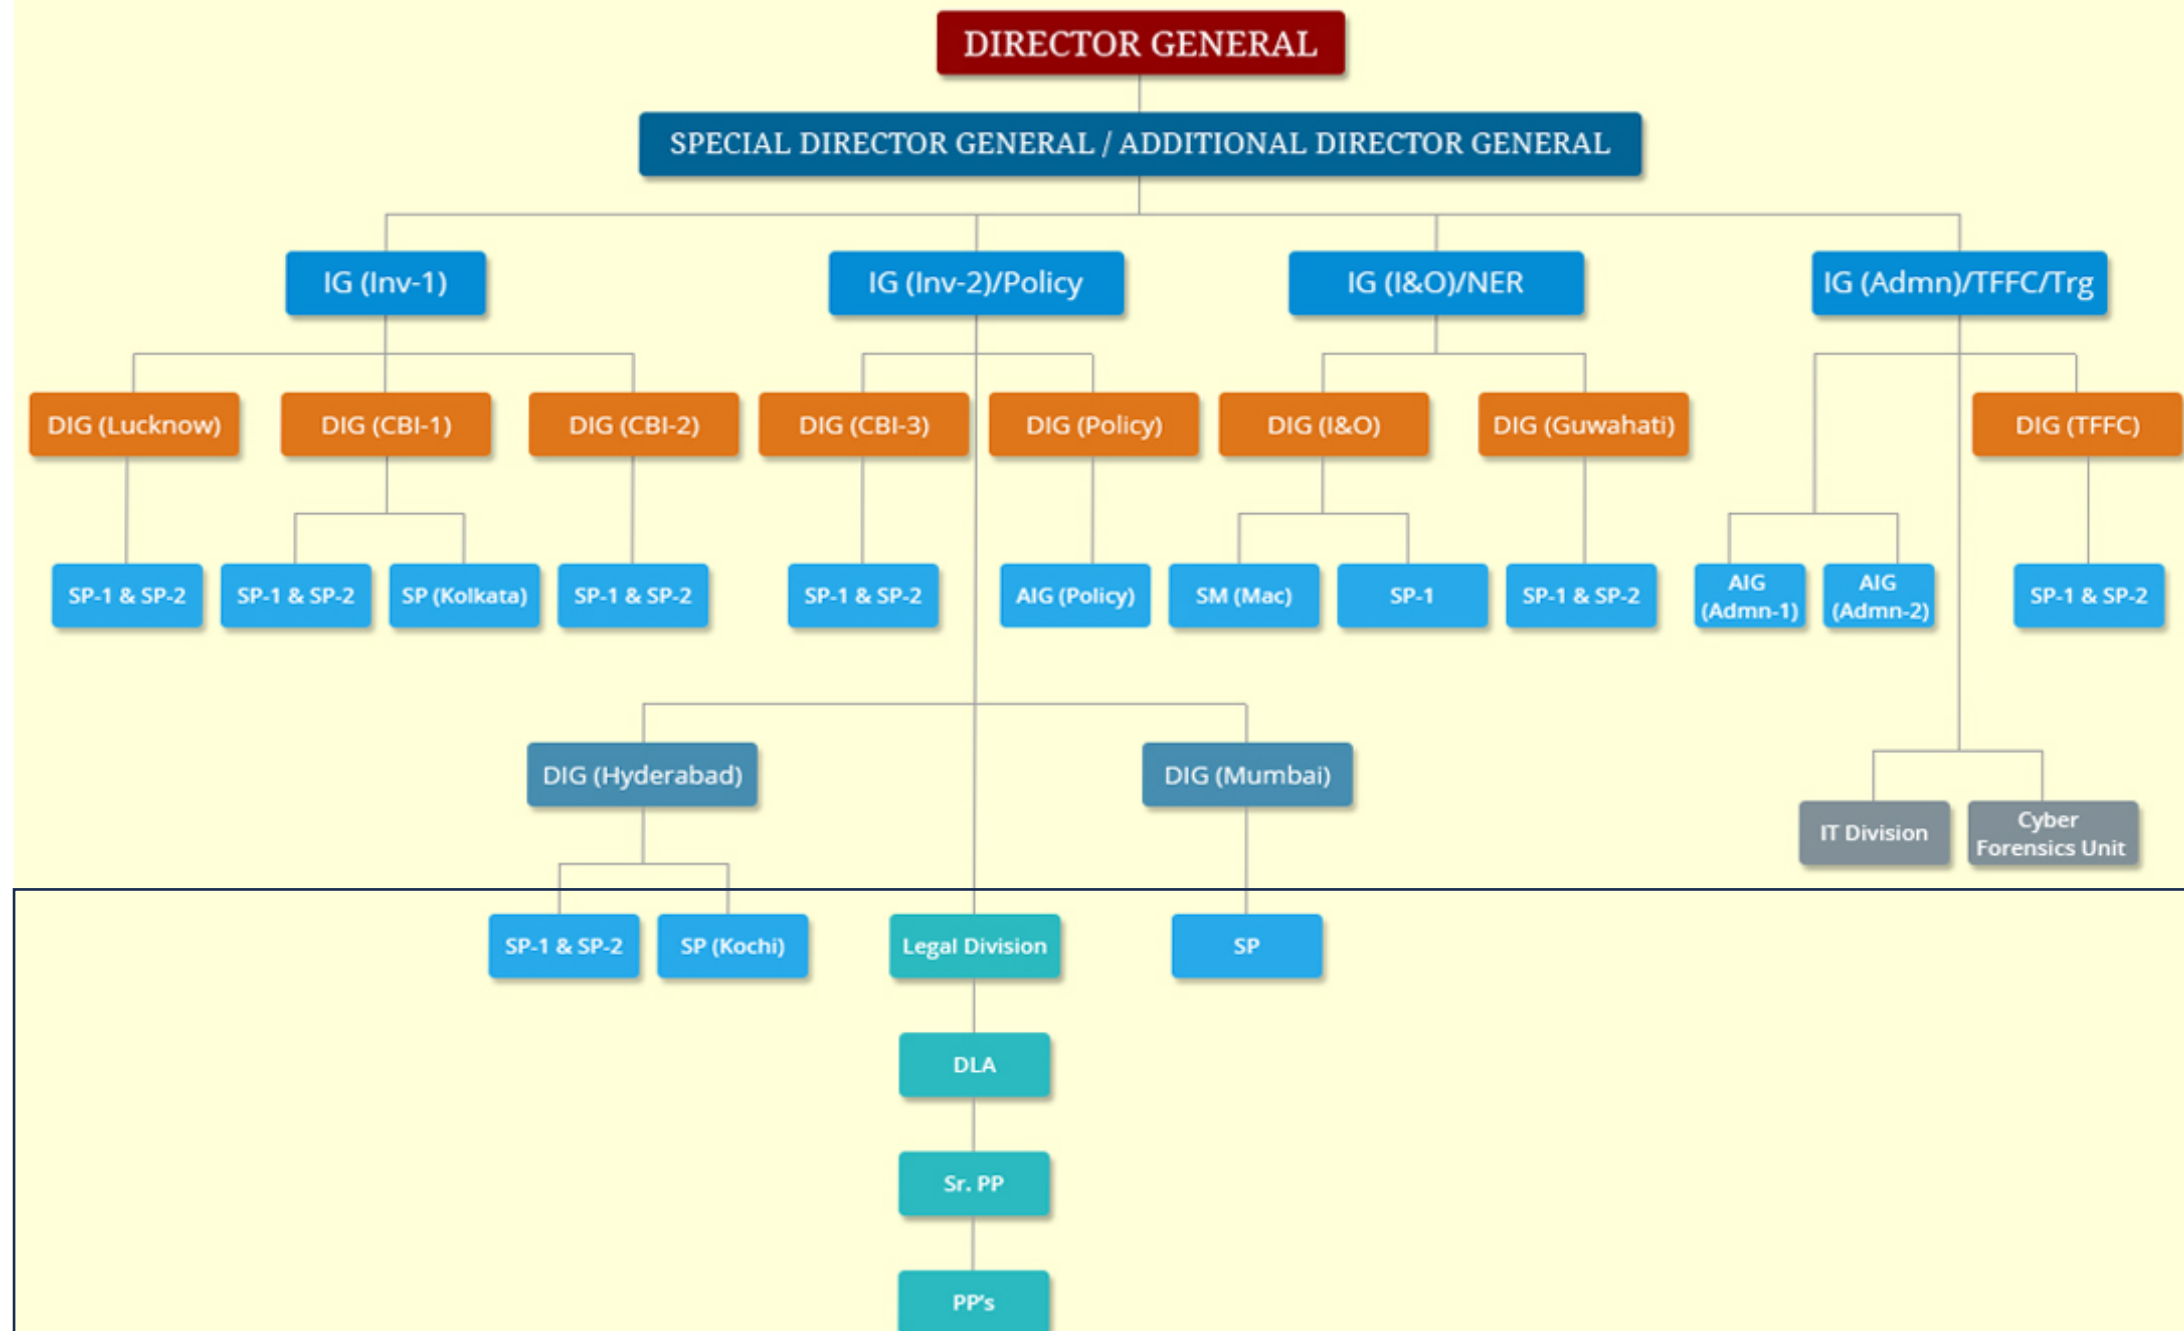 DIRECTOR GENERAL
SPECIAL DIRECTOR GENERAL / ADDITIONAL DIRECTOR GENERAL
IG (Inv-1)
IG (Inv-2)/Policy
IG (I&O)/NER
IG (Admn)/TFFC/Trg
DIG (Lucknow)
DIG (CBI-1)
DIG (CBI-2)
DIG (CBI-3)
DIG (Policy)
DIG (I&O)
DIG (Guwahati)
DIG (TFFC)
SP-1 & SP-2
SP-1 & SP-2
SP (Kolkata)
SP-1 & SP-2
SP-1 & SP-2
AIG (Policy)
SM (Mac)
SP-1
SP-1 & SP-2
AIG
(Admn-1)
AIG
(Admn-2)
SP-1 & SP-2
DIG (Hyderabad)
DIG (Mumbai)
IT Division
Cyber
Forensics Unit
SP-1 & SP-2
SP (Kochi)
Legal Division
SP
DLA
Sr. PP
PP's